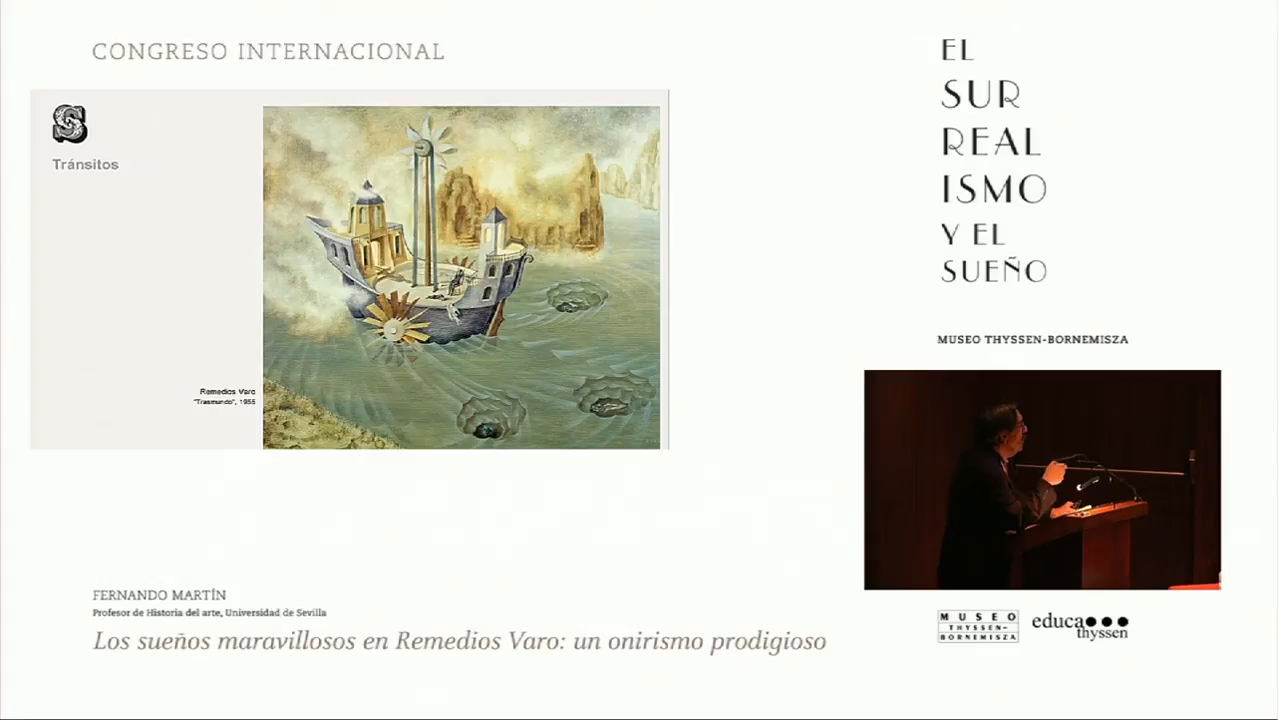 CONGRESO INTERNACIONAL
S
Tránsitos
Remedios Varo
"Trasmundo", 1955
EL
SUR
REAL
ISMO
Y EL
SUEÑO
MUSEO THYSSEN-BORNEMISZA
FERNANDO MARTÍN
Profesor de Historia del arte, Universidad de Sevilla
Los sueños maravillosos en Remedios Varo: un onirismo prodigioso
MUSEO
THYSSEN-
BORNEMISZA
educa
thyssen